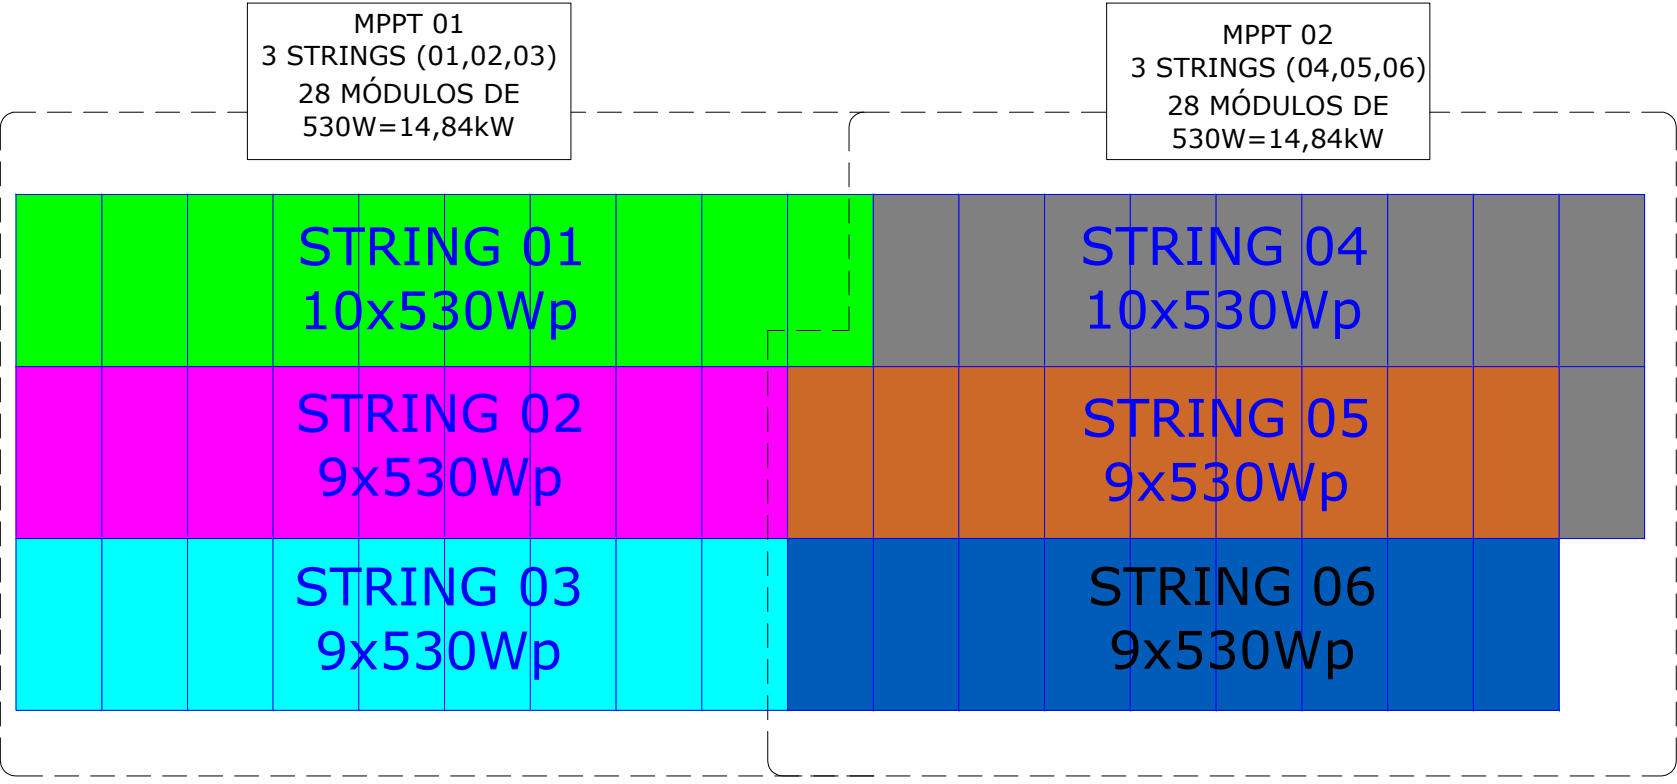 MPPT 01
3 STRINGS (01,02,03)
28 MÓDULOS DE
530W=14,84kW
MPPT 02
3 STRINGS (04,05,06)
28 MÓDULOS DE
530W=14,84kW
STRING 01
10x530Wp
STRING 04
10x530Wp
STRING 02
9x530Wp
STRING 05
9x530Wp
STRING 03
9x530Wp
STRING 06
9x530Wp